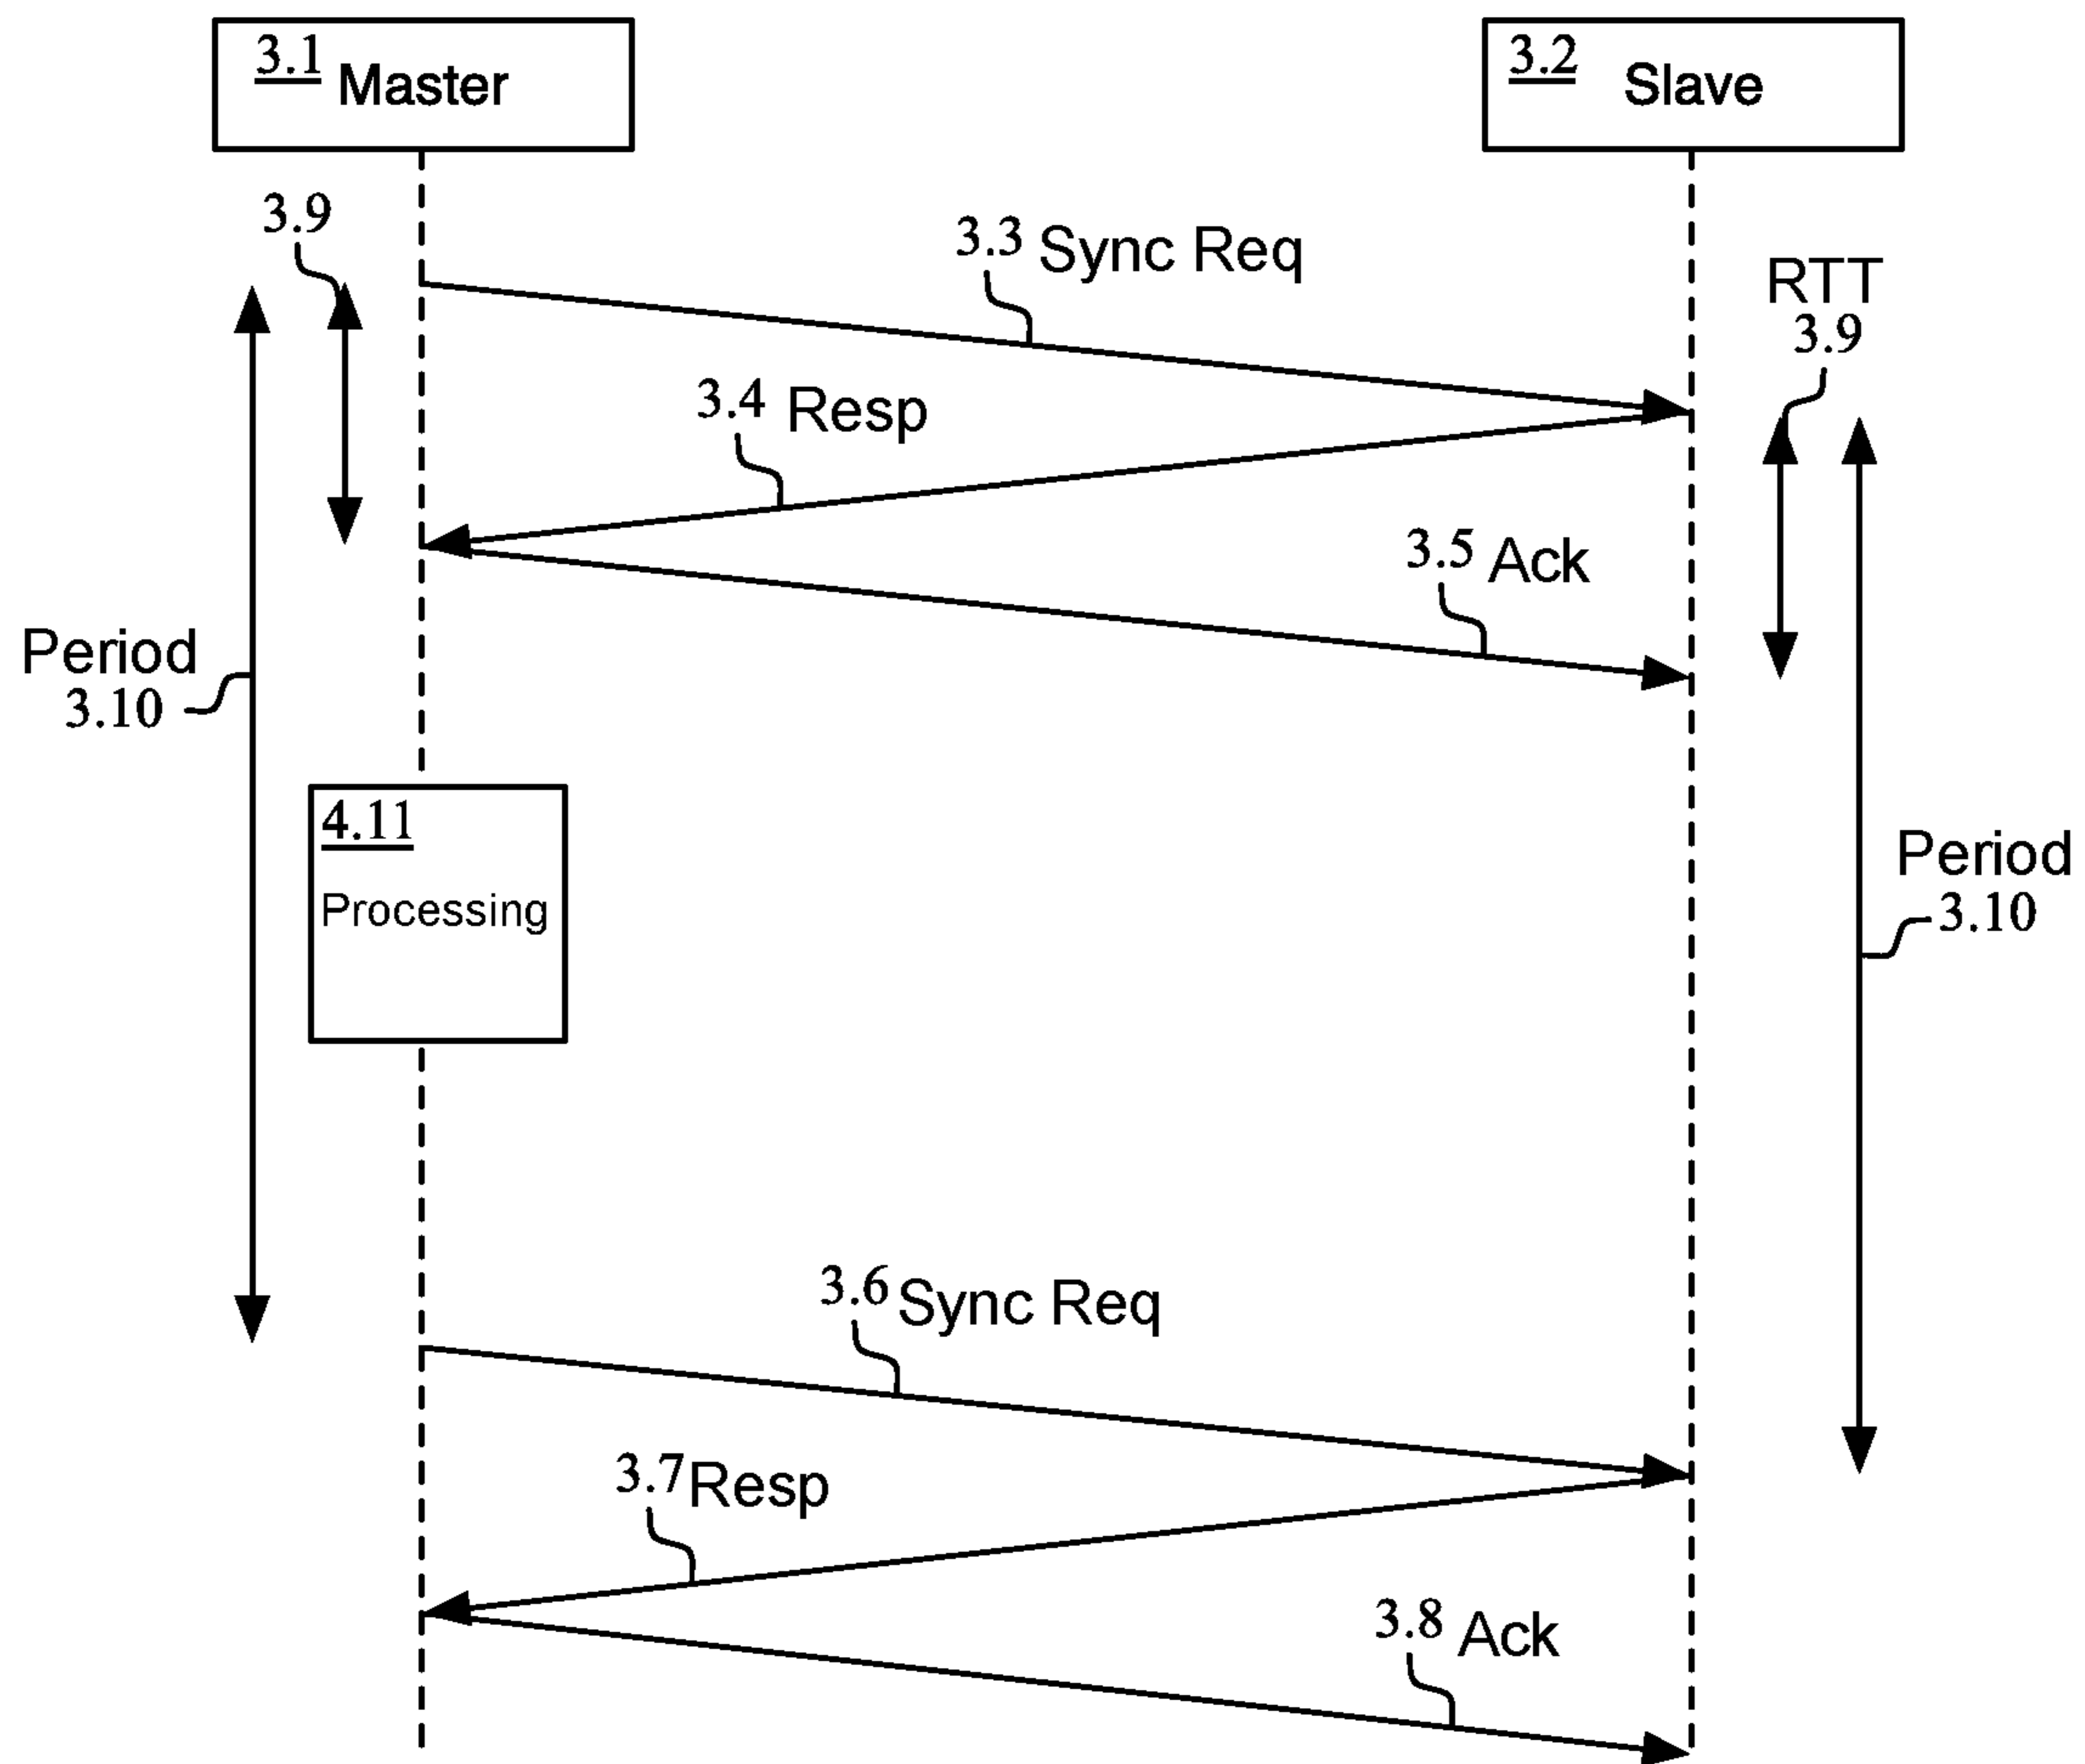 3.1 Master
3.2 Slave
3.9
3.3 Sync Req
RTT
3.9
3.4 Resp
3.5 Ack
Period
3.10
4.11
Processing
Period
3.10
3.6 Sync Req
3.7 Resp
3.8 Ack